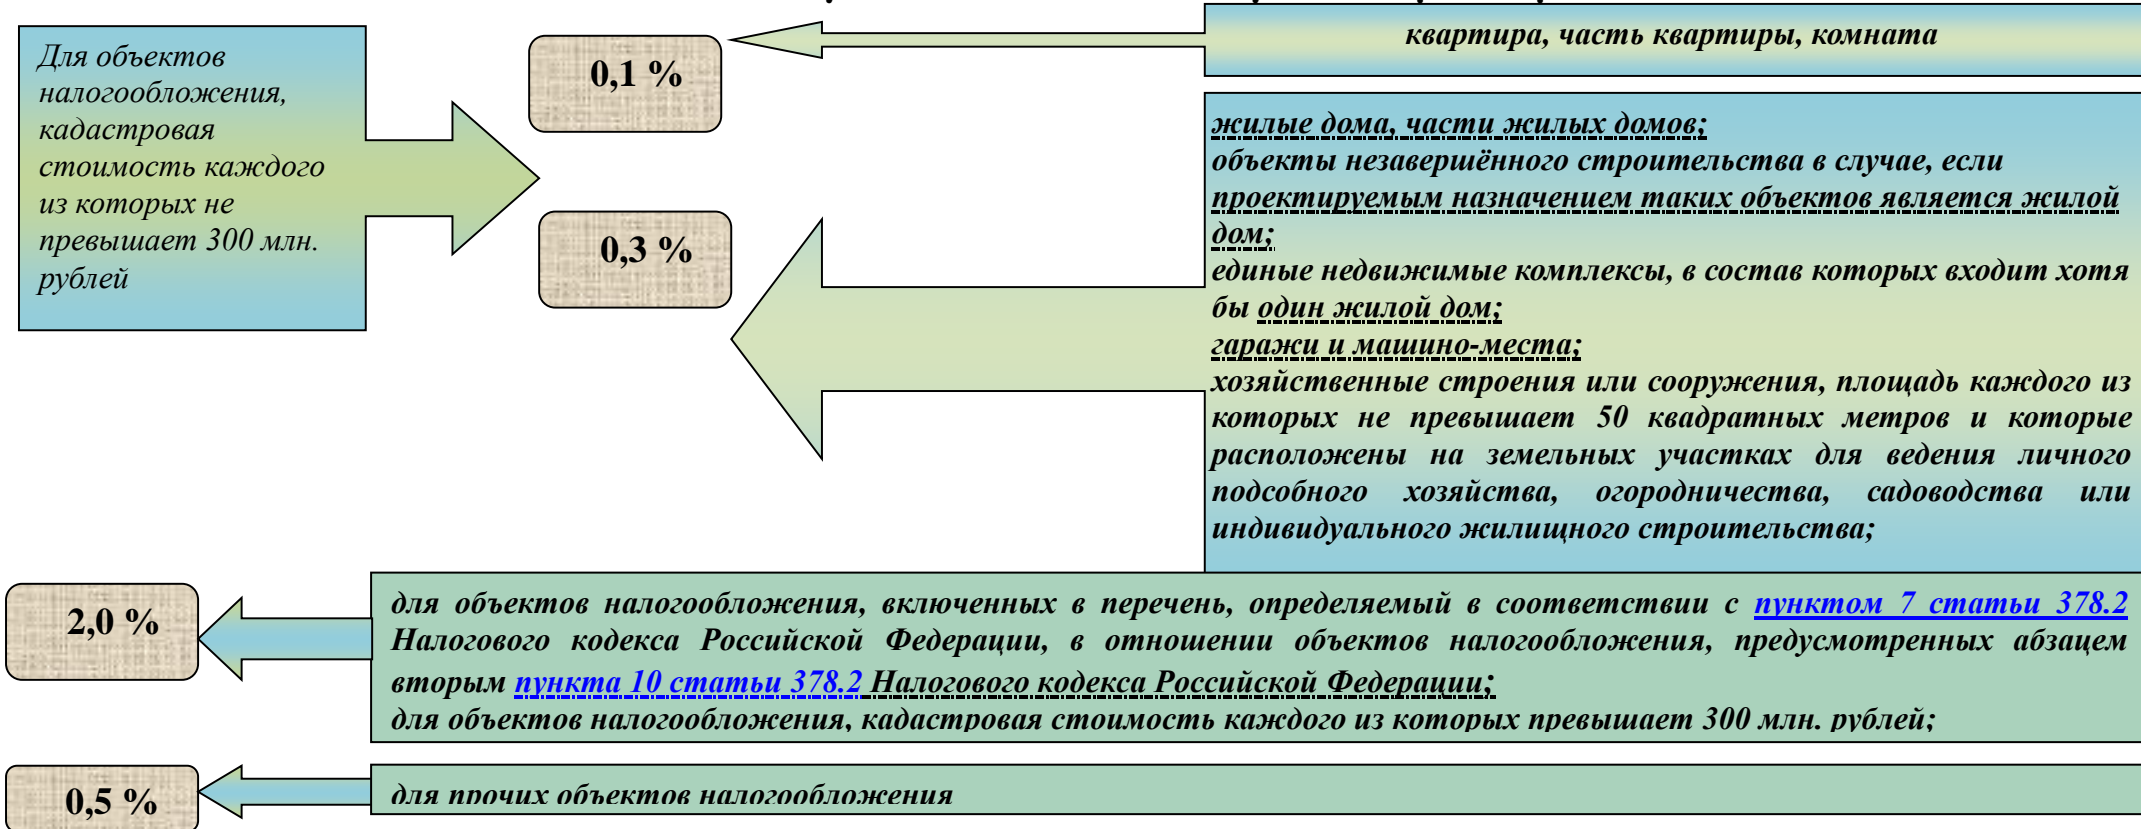 Для объектов
налогообложения,
кадастровая
стоимость каждого
из которых не
превышает 300 млн.
рублей
0,1 %
квартира, часть квартиры, комната
0,3 %
жилые дома, части жилых домов;
объекты незавершённого строительства в случае, если
проектируемым назначением таких объектов является жилой
дом;
единые недвижимые комплексы, в состав которых входит хотя
бы один жилой дом;
гаражи и машино-места;
хозяйственные строения или сооружения, площадь каждого из
которых не превышает 50 квадратных метров и которые
расположены на земельных участках для ведения личного
подсобного хозяйства, огородничества, садоводства или
индивидуального жилищного строительства;
2,0 %
для объектов налогообложения, включенных в перечень, определяемый в соответствии с пунктом 7 статьи 378.2
Налогового кодекса Российской Федерации, в отношении объектов налогообложения, предусмотренных абзацем
вторым пункта 10 статьи 378.2 Налогового кодекса Российской Федерации;
для объектов налогообложения, кадастровая стоимость каждого из которых превышает 300 млн. рублей;
0,5 %
для прочих объектов налогообложения